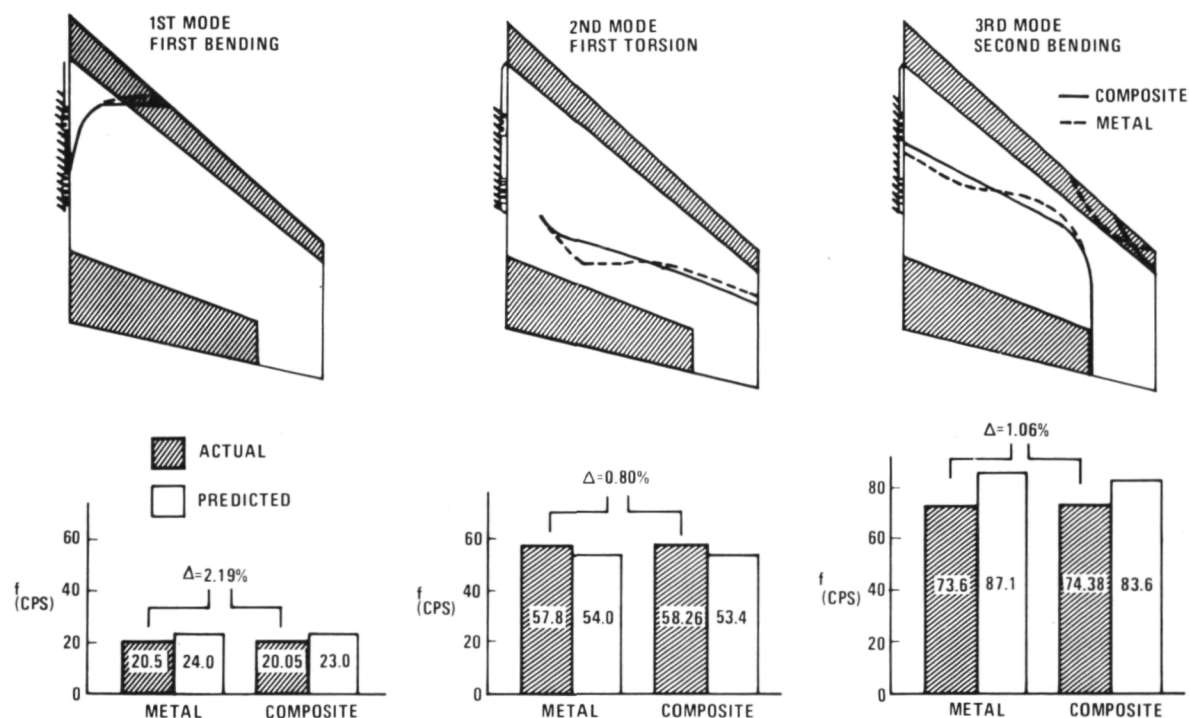 1ST MODE
FIRST BENDING
2ND MODE
FIRST TORSION
3RD MODE
SECOND BENDING
COMPOSITE
METAL
ACTUAL
PREDICTED
Δ=2.19%
60
40
20
0
f
(CPS)
20.5
24.0
20.05
23.0
METAL
COMPOSITE
Δ=0.80%
60
40
20
0
f
(CPS)
57.8
54.0
58.26
53.4
METAL
COMPOSITE
Δ=1.06%
80
60
40
20
0
f
(CPS)
73.6
87.1
74.38
83.6
METAL
COMPOSITE